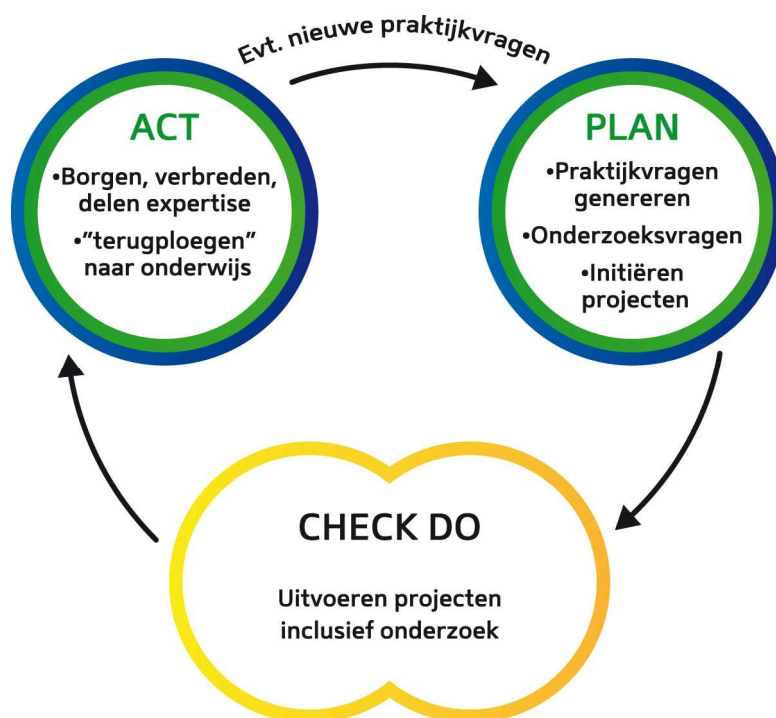 Evt. nieuwe praktijkvragen
ACT
•Borgen, verbreden,
delen expertise
•”terugploegen”
naar onderwijs
PLAN
•Praktijkvragen
genereren
•Onderzoeksvragen
•Initiëren
projecten
CHECK DO
Uitvoeren projecten
inclusief onderzoek